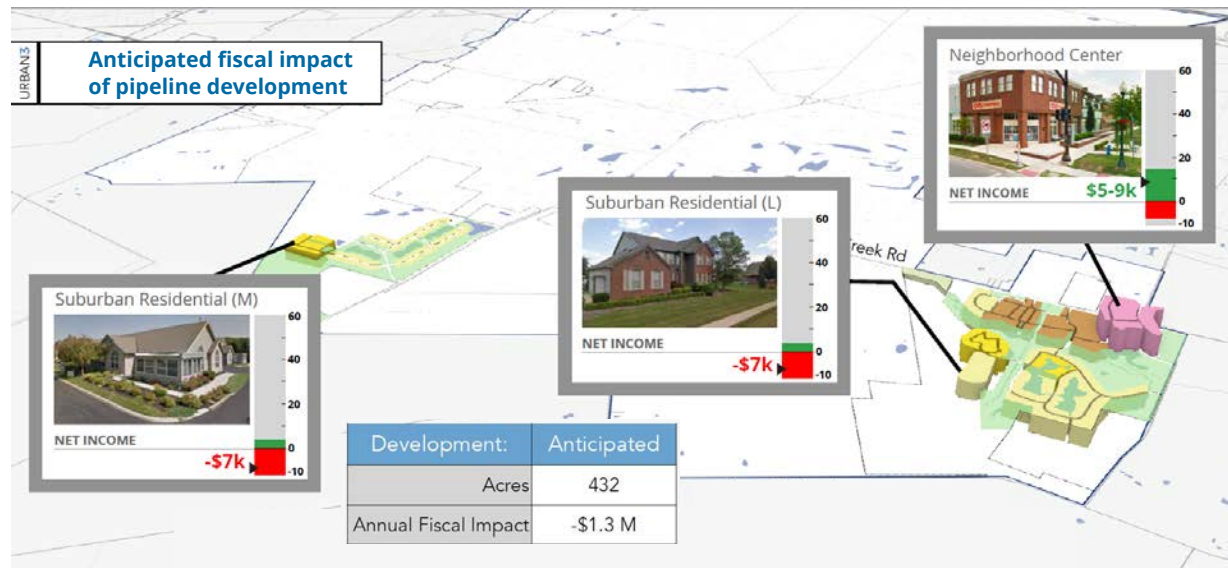 URBAN3
Anticipated fiscal impact
of pipeline development
Neighborhood Center
60
40
20
0
-10
NET INCOME
$5-9k
Suburban Residential (L)
60
40
20
0
-10
NET INCOME
-$7k
reek Rd
Suburban Residential (M)
60
40
20
0
-10
NET INCOME
-$7k
Development: Anticipated
Acres 432
Annual Fiscal Impact -$1.3 M